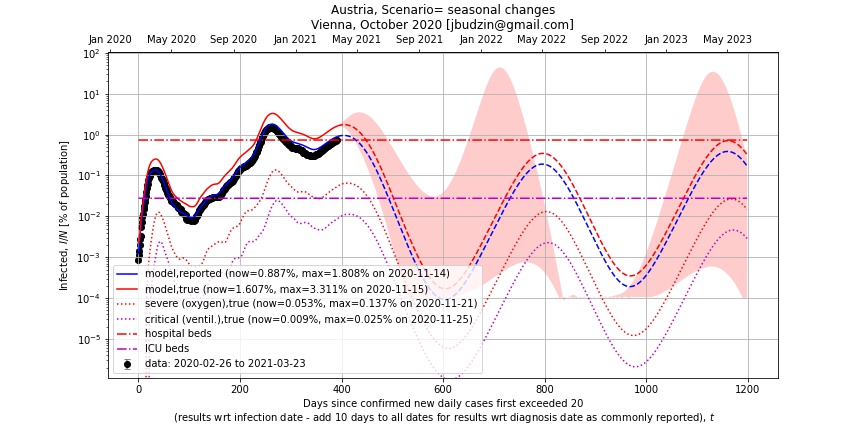 Austria, Scenario= seasonal changes
Vienna, October 2020 [jbudzin@gmail.com]
Jan 2020 May 2020 Sep 2020 Jan 2021 May 2021 Sep 2021 Jan 2022 May 2022 Sep 2022 Jan 2023 May 2023
10²
10¹
10⁰
10⁻¹
10⁻²
10⁻³
10⁻⁴
10⁻⁵
Infected, I/N [% of population]
model,reported (now=0.887%, max=1.808% on 2020-11-14)
model,true (now=1.607%, max=3.311% on 2020-11-15)
severe (oxygen),true (now=0.053%, max=0.137% on 2020-11-21)
critical (ventil.),true (now=0.009%, max=0.025% on 2020-11-25)
hospital beds
ICU beds
data: 2020-02-26 to 2021-03-23
0 200 400 600 800 1000 1200
Days since confirmed new daily cases first exceeded 20
(results wrt infection date - add 10 days to all dates for results wrt diagnosis date as commonly reported), t